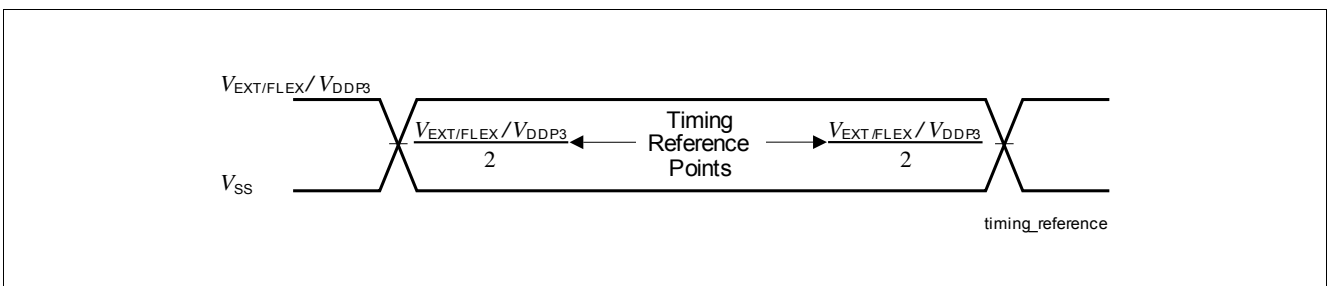 VEXT/FLEX/VDDP3
VEXT/FLEX/VDDP3
2
Timing
Reference
Points
VEXT/FLEX/VDDP3
2
VSS
timing_reference